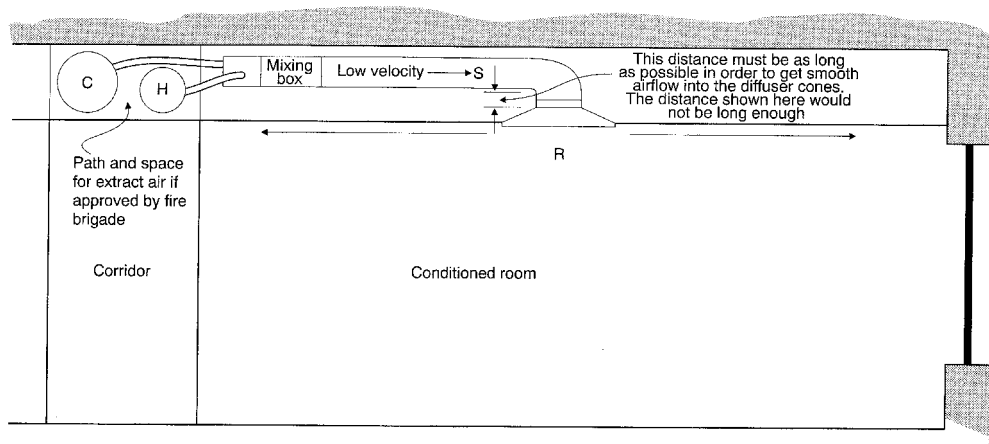 This distance must be as long
as possible in order to get smooth
airflow into the diffuser cones.
The distance shown here would
not be long enough
C
H
Mixing
box
Low velocity
S
R
Path and space
for extract air if
approved by fire
brigade
Corridor
Conditioned room